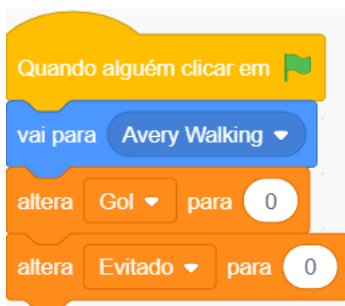 Quando alguém clicar em
vai para Avery Walking
altera Gol para 0
altera Evitado para 0